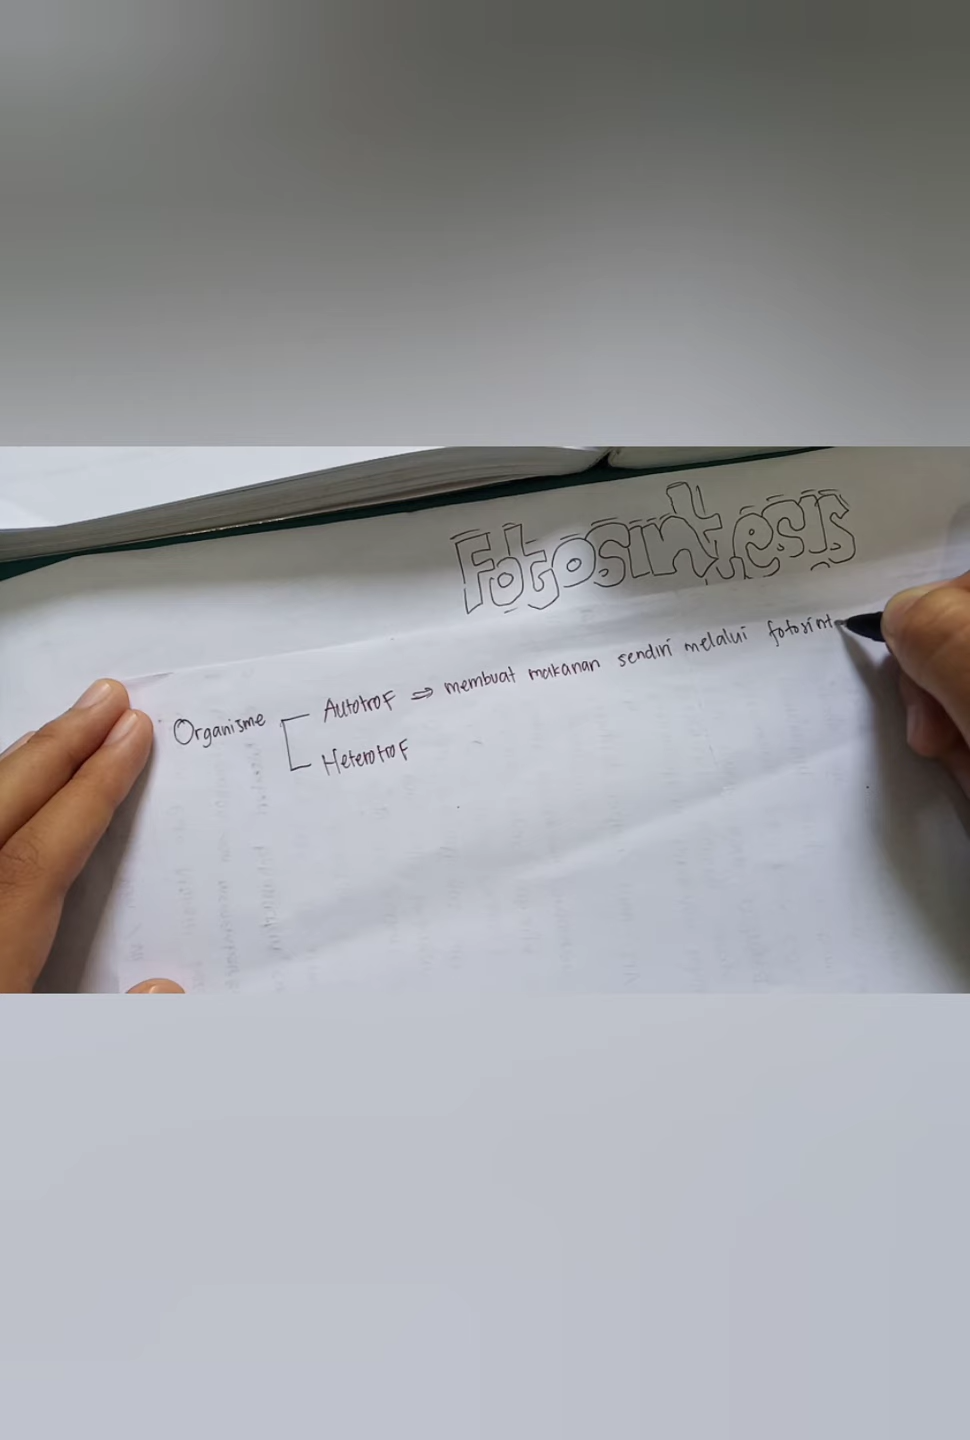 Fotosintesis
Organisme
Autotrof => membuat makanan sendiri melalui fotosint
Heterotrof